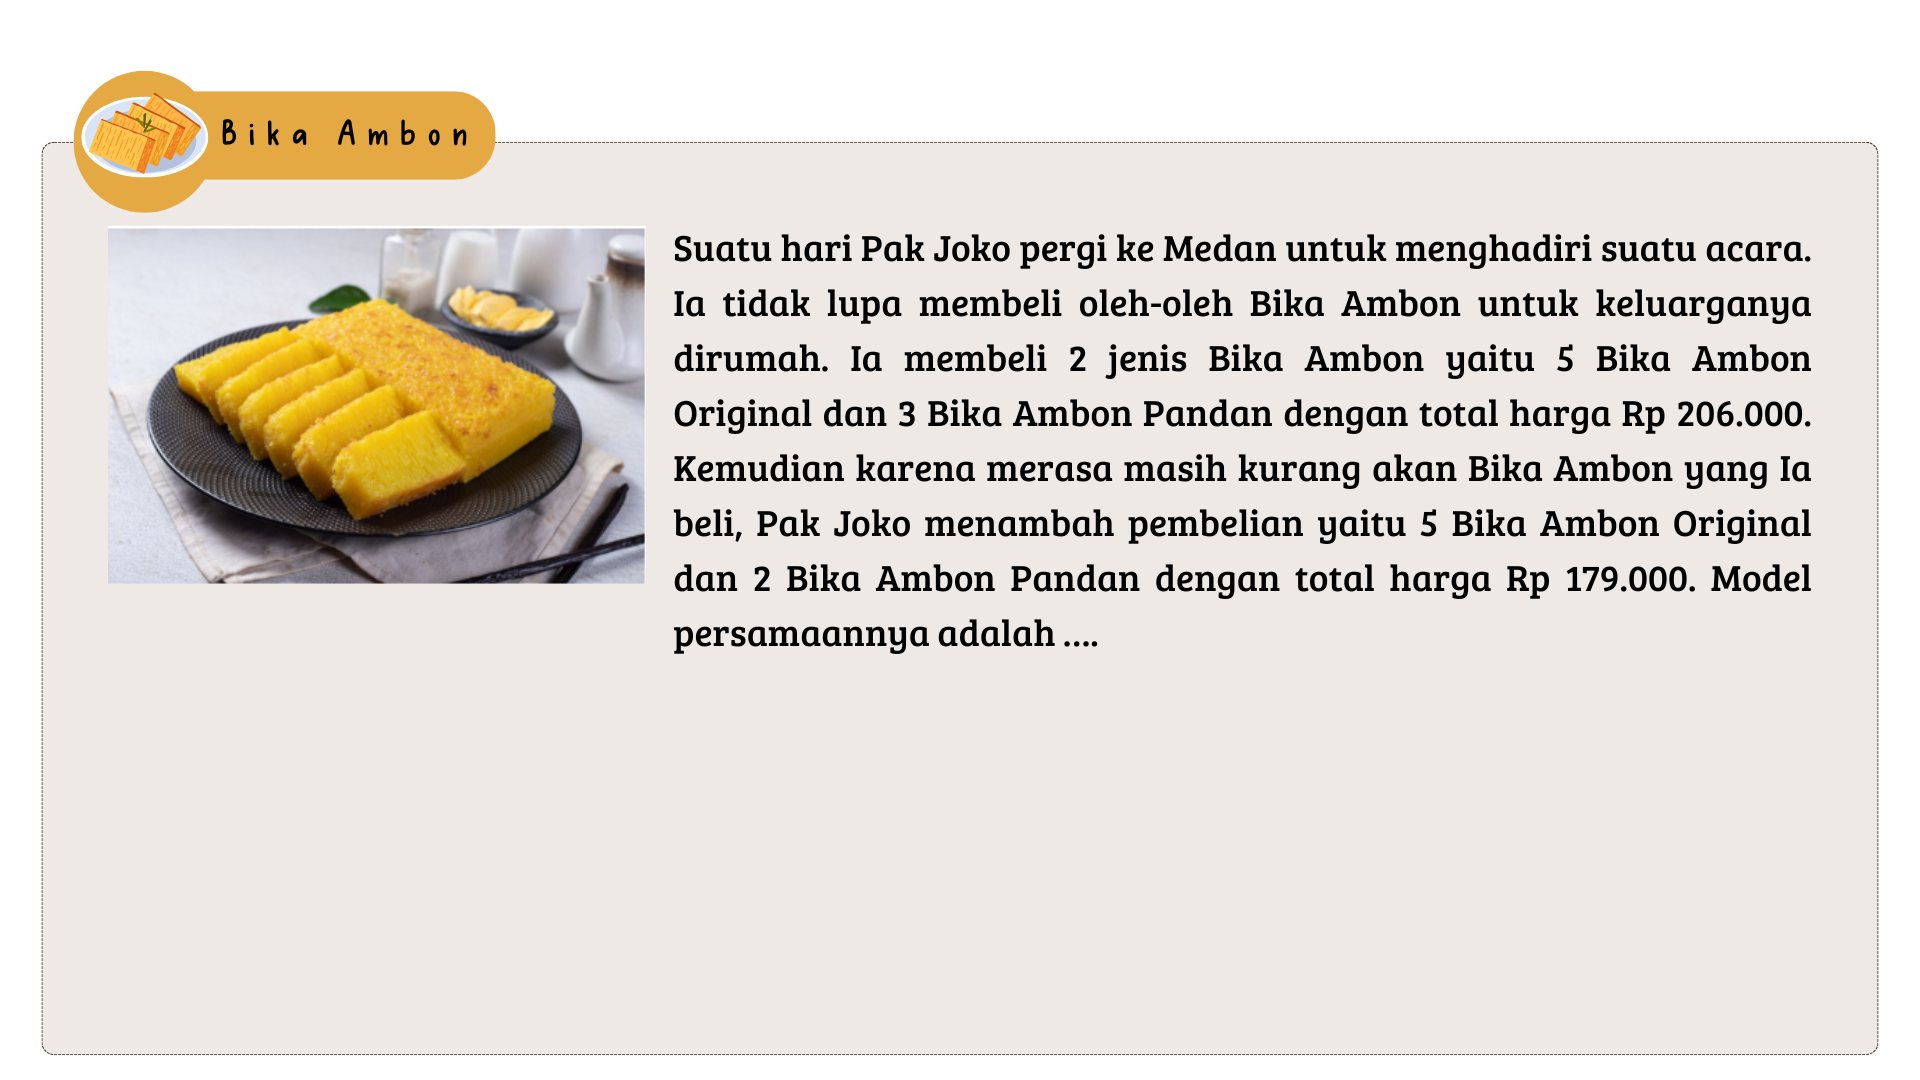 Bika Ambon
Suatu hari Pak Joko pergi ke Medan untuk menghadiri suatu acara.
Ia tidak lupa membeli oleh-oleh Bika Ambon untuk keluarganya
dirumah. Ia membeli 2 jenis Bika Ambon yaitu 5 Bika Ambon
Original dan 3 Bika Ambon Pandan dengan total harga Rp 206.000.
Kemudian karena merasa masih kurang akan Bika Ambon yang Ia
beli, Pak Joko menambah pembelian yaitu 5 Bika Ambon Original
dan 2 Bika Ambon Pandan dengan total harga Rp 179.000. Model
persamaannya adalah ....